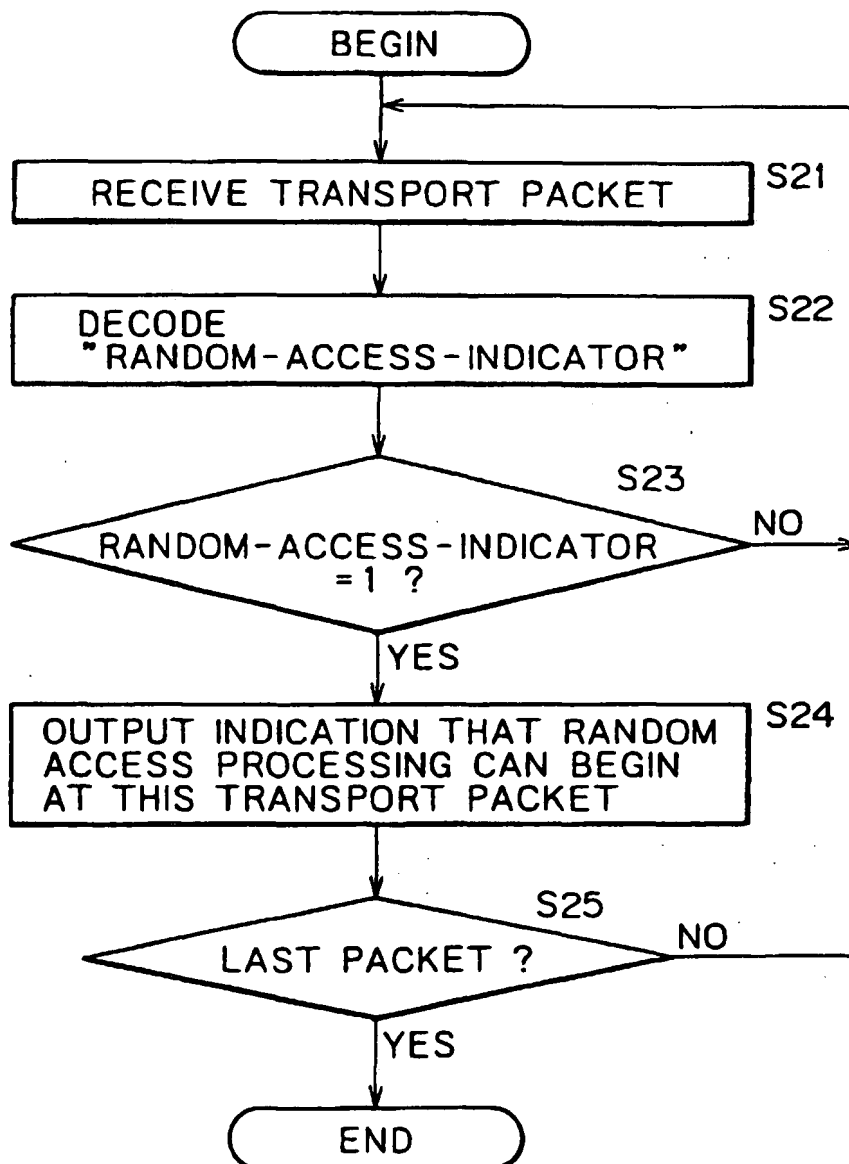 BEGIN
RECEIVE TRANSPORT PACKET
S21
DECODE
"RANDOM-ACCESS-INDICATOR"
S22
S23
RANDOM-ACCESS-INDICATOR
=1 ?
NO
YES
OUTPUT INDICATION THAT RANDOM
ACCESS PROCESSING CAN BEGIN
AT THIS TRANSPORT PACKET
S24
S25
LAST PACKET ?
NO
YES
END